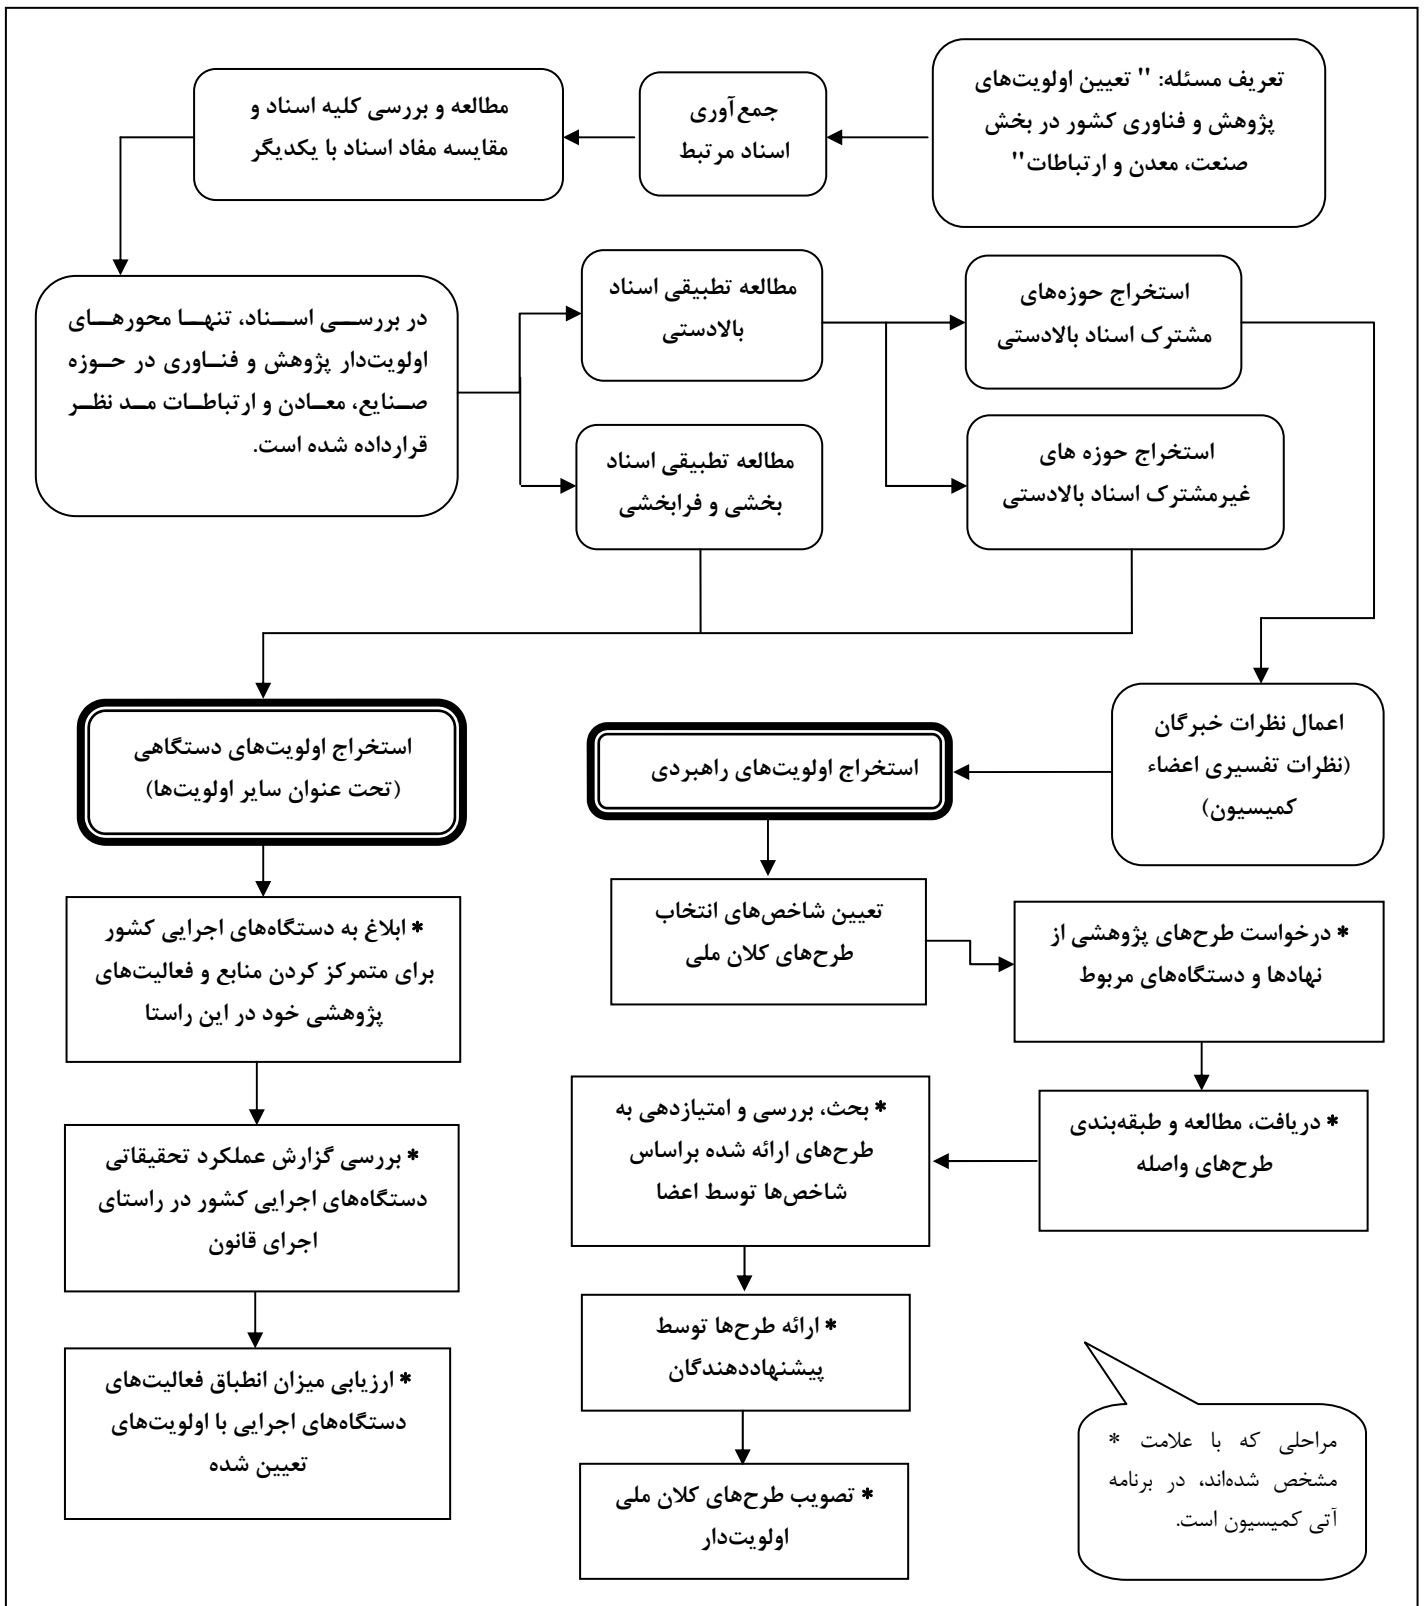 تعریف مسئله: " تعیین اولویت‌های
پژوهش و فناوری کشور در بخش
صنعت، معدن و ارتباطات"
جمع‌آوری
اسناد مرتبط
مطالعه و بررسی کلیه اسناد و
مقایسه مفاد اسناد با یکدیگر
در بررسی اسناد، تنها محورهای
اولویت‌دار پژوهش و فناوری در حوزه
صنایع، معادن و ارتباطات مد نظر
قرارداده شده است.
مطالعه تطبیقی اسناد
بالادستی
استخراج حوزه‌های
مشترک اسناد بالادستی
مطالعه تطبیقی اسناد
بخشی و فرابخشی
استخراج حوزه های
غیرمشترک اسناد بالادستی
اعمال نظرات خبرگان
(نظرات تفسیری اعضاء
کمیسیون)
استخراج اولویت‌های راهبردی
استخراج اولویت‌های دستگاهی
(تحت عنوان سایر اولویت‌ها)
تعیین شاخص‌های انتخاب
طرح‌های کلان ملی
* درخواست طرح‌های پژوهشی از
نهادها و دستگاه‌های مربوط
* دریافت، مطالعه و طبقه‌بندی
طرح‌های واصله
* بحث، بررسی و امتیازدهی به
طرح‌های ارائه شده براساس
شاخص‌ها توسط اعضا
* ارائه طرح‌ها توسط
پیشنهاددهندگان
* تصویب طرح‌های کلان ملی
اولویت‌دار
* ابلاغ به دستگاه‌های اجرایی کشور
برای متمرکز کردن منابع و فعالیت‌های
پژوهشی خود در این راستا
* بررسی گزارش عملکرد تحقیقاتی
دستگاه‌های اجرایی کشور در راستای
اجرای قانون
* ارزیابی میزان انطباق فعالیت‌های
دستگاه‌های اجرایی با اولویت‌های
تعیین شده
مراحلی که با علامت *
مشخص شده‌اند، در برنامه
آتی کمیسیون است.